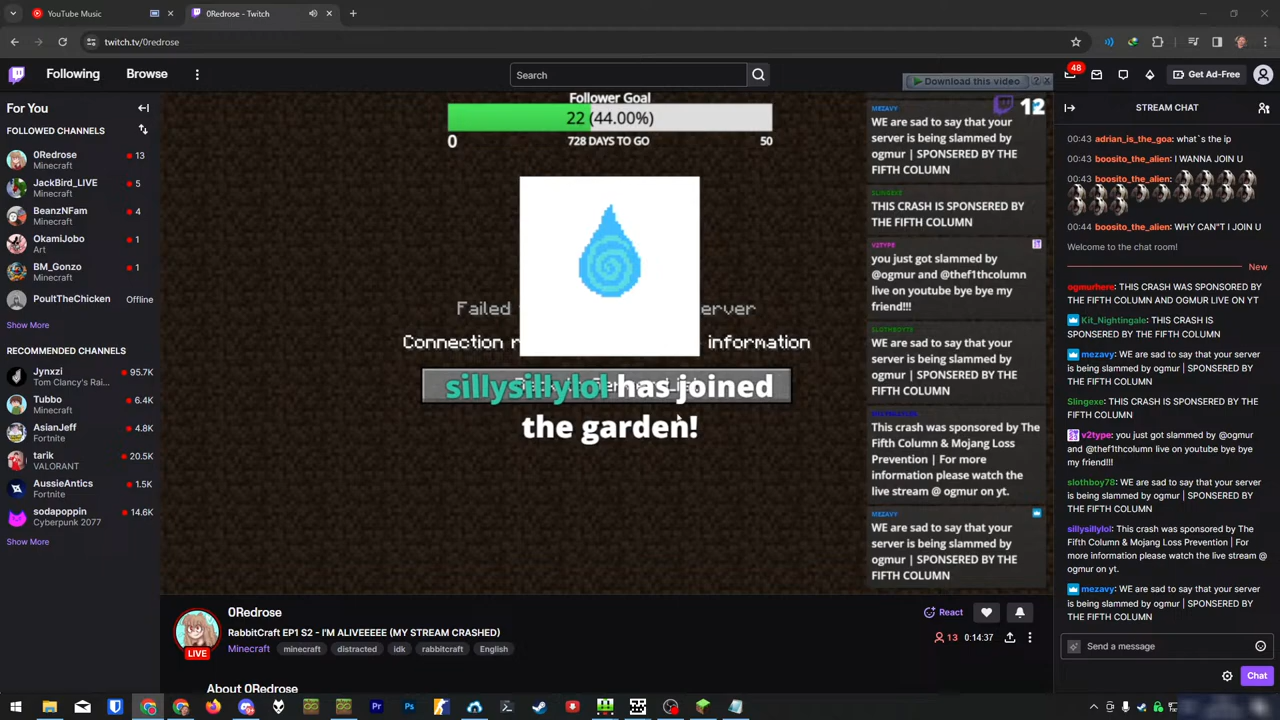 YouTube Music
0Redrose - Twitch
twitch.tv/0redrose
Following
Browse
Search
Download this video
48
Get Ad-Free
For You
FOLLOWED CHANNELS
0Redrose
13
Minecraft
JackBird_LIVE
5
Minecraft
BeanzNFam
4
Minecraft
OkamiJobo
1
Art
BM_Gonzo
1
Minecraft
PoultTheChicken
Offline
Show More
RECOMMENDED CHANNELS
Jynxzi
95.7K
Tom Clancy's Rai...
Tubbo
6.4K
Fortnite
AsianJeff
4.8K
Fortnite
tarik
20.5K
VALORANT
AussieAntics
1.5K
Fortnite
sodapoppin
14.6K
Cyberpunk 2077
Show More
Follower Goal
22 (44.00%)
0
728 DAYS TO GO
50
Failed
erver
Connection
information
sillysillylol has joined
the garden!
12
MEZAVY
WE are sad to say that your
server is being slammed by
ogmur | SPONSERED BY THE
FIFTH COLUMN
SLINGEXE
THIS CRASH IS SPONSERED BY
THE FIFTH COLUMN
V2TYPE
you just got slammed by
@ogmur and @thef1thcolumn
live on youtube bye bye my
friend!!!
SLOTHBOY78
WE are sad to say that your
server is being slammed by
ogmur | SPONSERED BY THE
FIFTH COLUMN
SILLYSILLYLOL
This crash was sponsored by The
Fifth Column & Mojang Loss
Prevention | For more
information please watch the
live stream @ ogmur on yt.
MEZAVY
WE are sad to say that your
server is being slammed by
ogmur | SPONSERED BY THE
FIFTH COLUMN
STREAM CHAT
00:43 adrian_is_the_goa: what`s the ip
00:43 boosito_the_alien: I WANNA JOIN U
00:43 boosito_the_alien:
00:44 boosito_the_alien: WHY CAN"T I JOIN U
Welcome to the chat room!
New
ogmurhere: THIS CRASH WAS SPONSORED BY
THE FIFTH COLUMN AND OGMUR LIVE ON YT
Kit_Nightingale: THIS CRASH IS
SPONSERED BY THE FIFTH COLUMN
mezavy: WE are sad to say that your server
is being slammed by ogmur | SPONSERED BY
THE FIFTH COLUMN
Slingexe: THIS CRASH IS SPONSERED BY THE
FIFTH COLUMN
v2type: you just got slammed by @ogmur
and @thef1thcolumn live on youtube bye bye
my friend!!!
slothboy78: WE are sad to say that your server
is being slammed by ogmur | SPONSERED BY
THE FIFTH COLUMN
sillysillylol: This crash was sponsored by The
Fifth Column & Mojang Loss Prevention | For
more information please watch the live stream @
ogmur on yt.
mezavy: WE are sad to say that your server
is being slammed by ogmur | SPONSERED BY
THE FIFTH COLUMN
Send a message
Chat
0Redrose
React
RabbitCraft EP1 S2 - I'M ALIVEEEEE (MY STREAM CRASHED)
LIVE
Minecraft
minecraft
distracted
idk
rabbitcraft
English
13
0:14:37
About 0Redrose
Pr
Ps